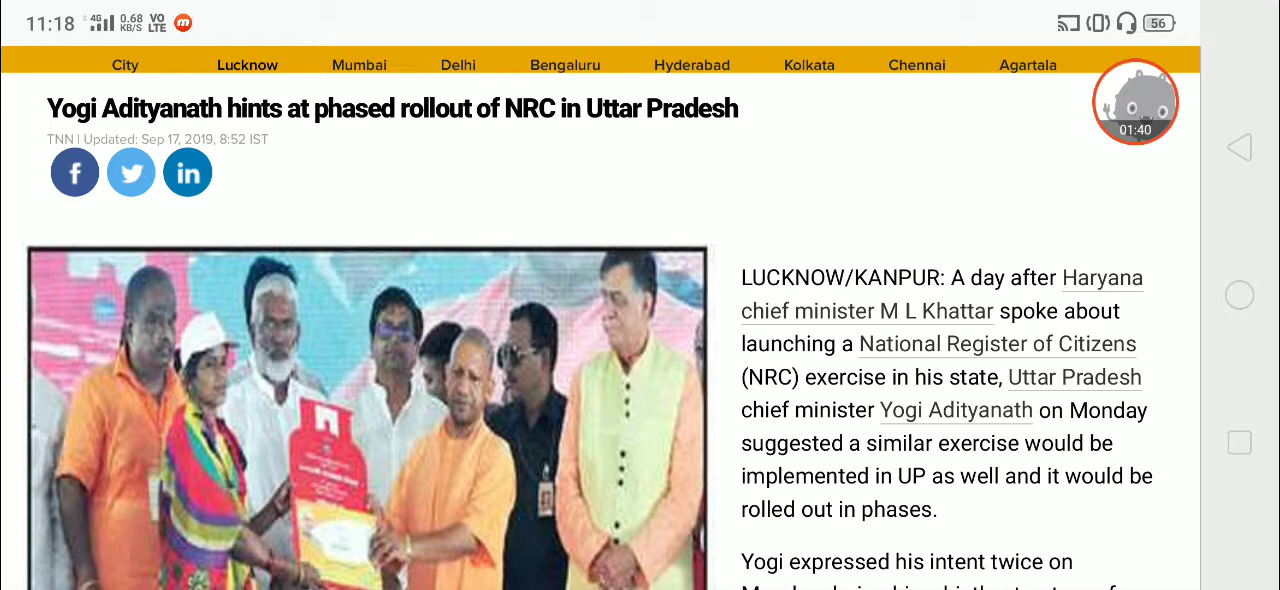 11:18 4G 0.68 KB/S VO LTE m 56
City Lucknow Mumbai Delhi Bengaluru Hyderabad Kolkata Chennai Agartala
Yogi Adityanath hints at phased rollout of NRC in Uttar Pradesh
01:40
TNN | Updated: Sep 17, 2019, 8:52 IST
f in
LUCKNOW/KANPUR: A day after Haryana
chief minister M L Khattar spoke about
launching a National Register of Citizens
(NRC) exercise in his state, Uttar Pradesh
chief minister Yogi Adityanath on Monday
suggested a similar exercise would be
implemented in UP as well and it would be
rolled out in phases.
Yogi expressed his intent twice on